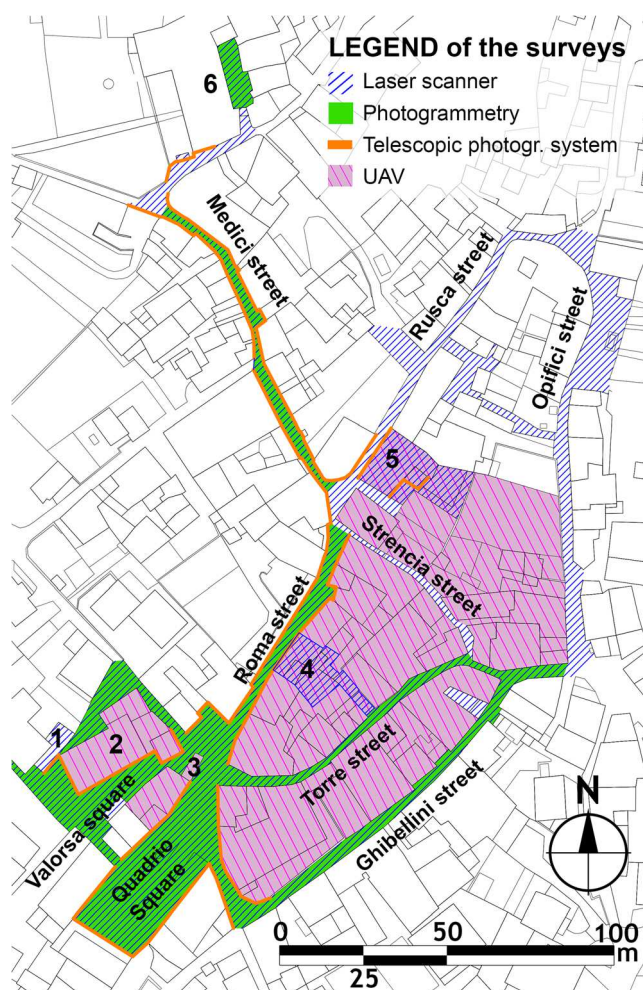 LEGEND of the surveys
Laser scanner
Photogrammetry
Telescopic photogr. system
UAV
6
Medici street
Rusca street
Opifici street
5
Strencia street
Roma street
4
1
2
3
Torre street
Valorsa square
Ghibellini street
Quadrio
Square
N
0 50 100
m
25